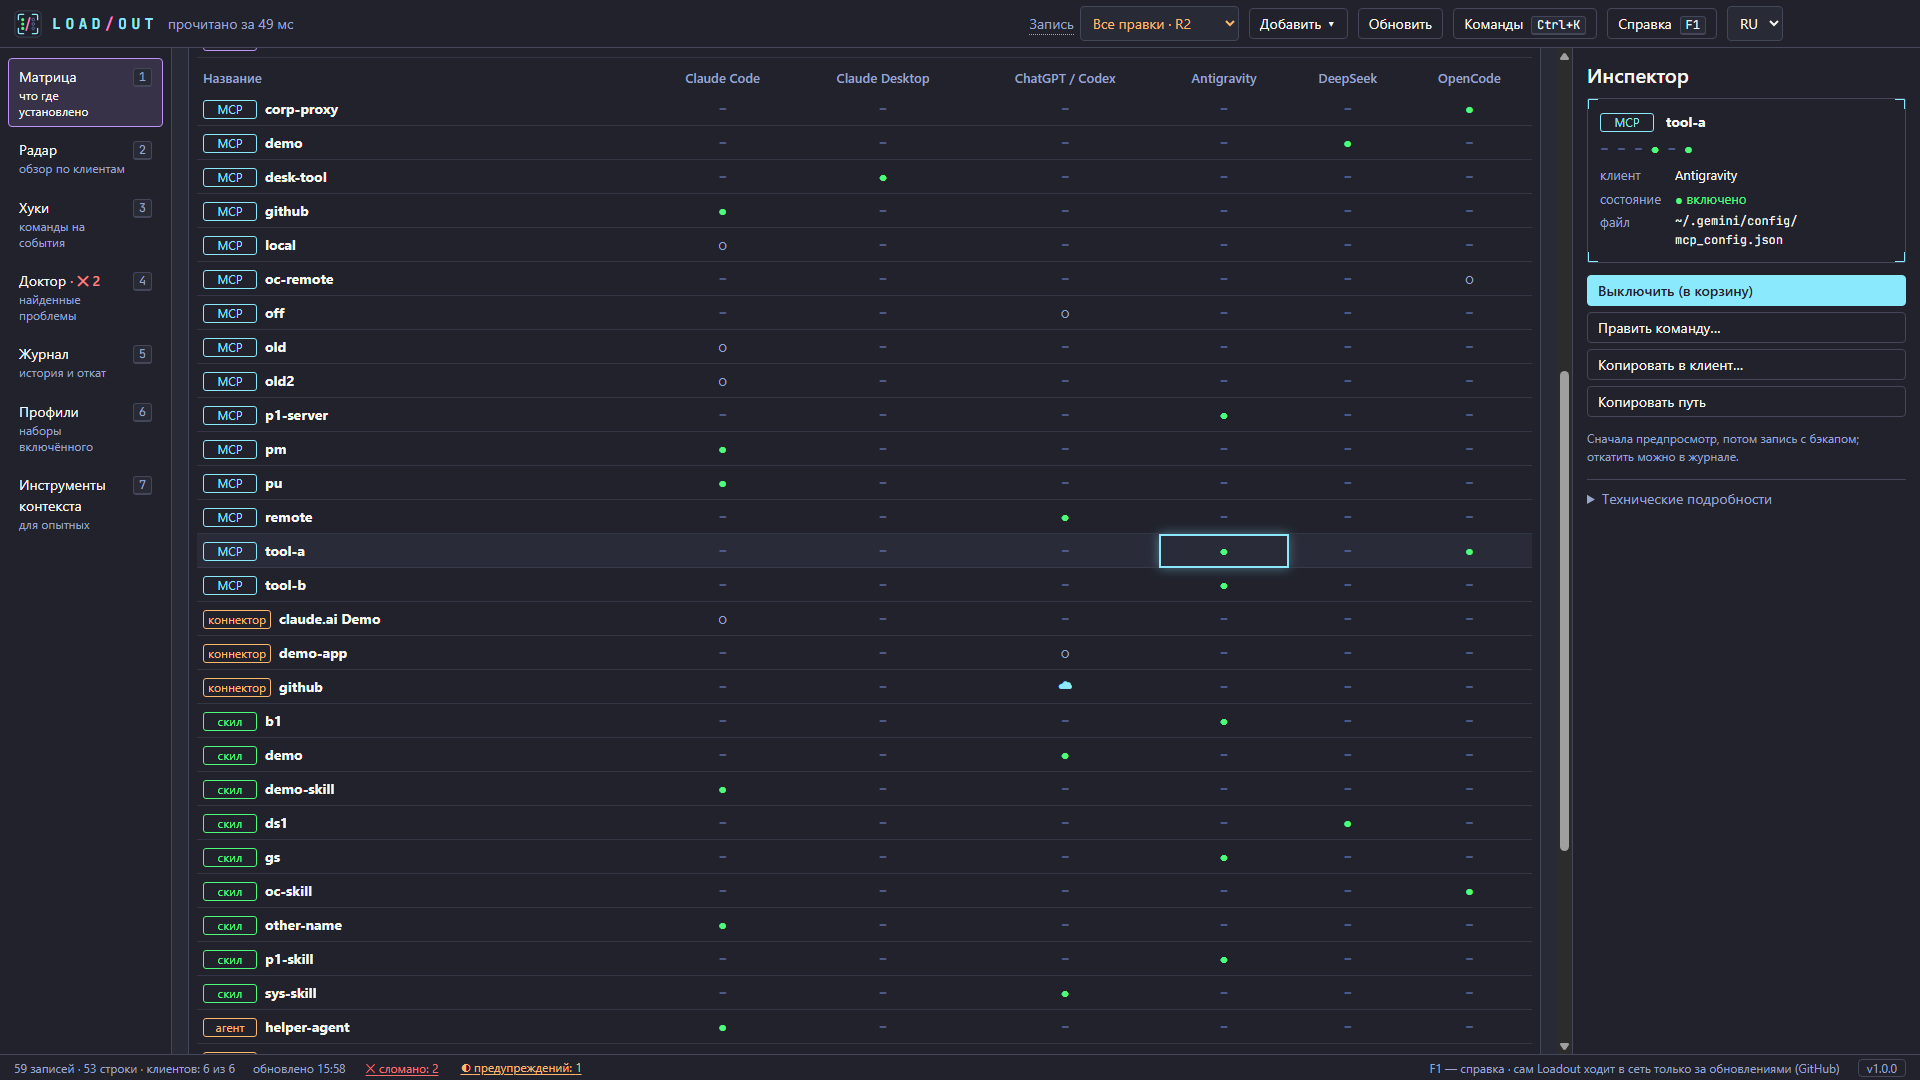 LOAD/OUT прочитано за 49 мс Запись Все правки · R2 Добавить ▾ Обновить Команды Ctrl+K Справка F1 RU
Матрица 1
что где
установлено
Радар 2
обзор по клиентам
Хуки 3
команды на
события
Доктор · ✕ 2 4
найденные
проблемы
Журнал 5
история и откат
Профили 6
наборы
включённого
Инструменты 7
контекста
для опытных
Название Claude Code Claude Desktop ChatGPT / Codex Antigravity DeepSeek OpenCode
MCP corp-proxy – – – – – ●
MCP demo – – – – ● –
MCP desk-tool – ● – – – –
MCP github ● – – – – –
MCP local ○ – – – – –
MCP oc-remote – – – – – ○
MCP off – – ○ – – –
MCP old ○ – – – – –
MCP old2 ○ – – – – –
MCP p1-server – – – ● – –
MCP pm ● – – – – –
MCP pu ● – – – – –
MCP remote – – ● – – –
MCP tool-a – – – ● – ●
MCP tool-b – – – ● – –
коннектор claude.ai Demo ○ – – – – –
коннектор demo-app – – ○ – – –
коннектор github – – ☁ – – –
скил b1 – – – ● – –
скил demo – – ● – – –
скил demo-skill ● – – – – –
скил ds1 – – – – ● –
скил gs – – – ● – –
скил oc-skill – – – – – ●
скил other-name ● – – – – –
скил p1-skill – – – ● – –
скил sys-skill – – ● – – –
агент helper-agent ● – – – – –
Инспектор
MCP tool-a
– – – ● – ●
клиент Antigravity
состояние ● включено
файл ~/.gemini/config/
mcp_config.json
Выключить (в корзину)
Править команду...
Копировать в клиент...
Копировать путь
Сначала предпросмотр, потом запись с бэкапом;
откатить можно в журнале.
▶ Технические подробности
59 записей · 53 строки · клиентов: 6 из 6 обновлено 15:58 ✕ сломано: 2 ◐ предупреждений: 1 F1 — справка · сам Loadout ходит в сеть только за обновлениями (GitHub) v1.0.0